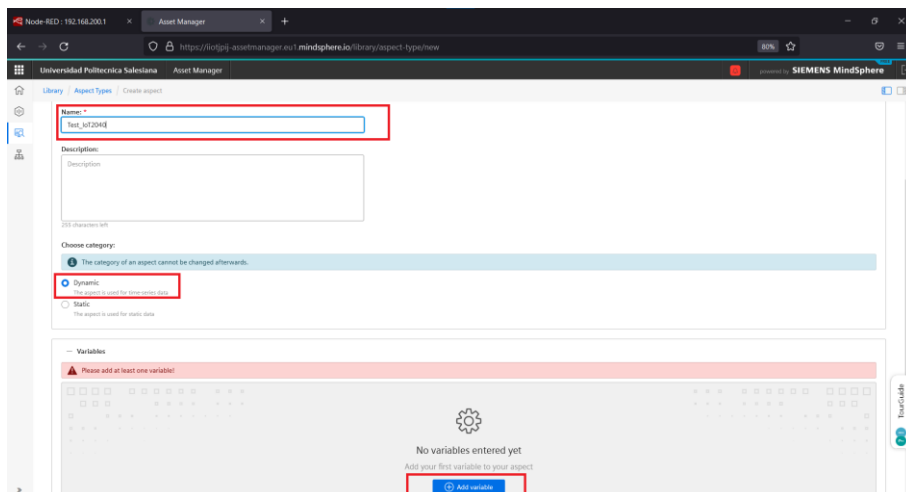 Node-RED : 192.168.200.1
Asset Manager
https://iiotjpij-assetmanager.eu1.mindsphere.io/library/aspect-type/new
80%
Universidad Politecnica Salesiana Asset Manager
powered by SIEMENS MindSphere
Library / Aspect Types / Create aspect
Name: *
Test_IoT2040
Description:
Description
255 characters left
Choose category:
The category of an aspect cannot be changed afterwards.
Dynamic
The aspect is used for time-series data
Static
The aspect is used for static data
Variables
Please add at least one variable!
TourGuide
No variables entered yet
Add your first variable to your aspect
Add variable